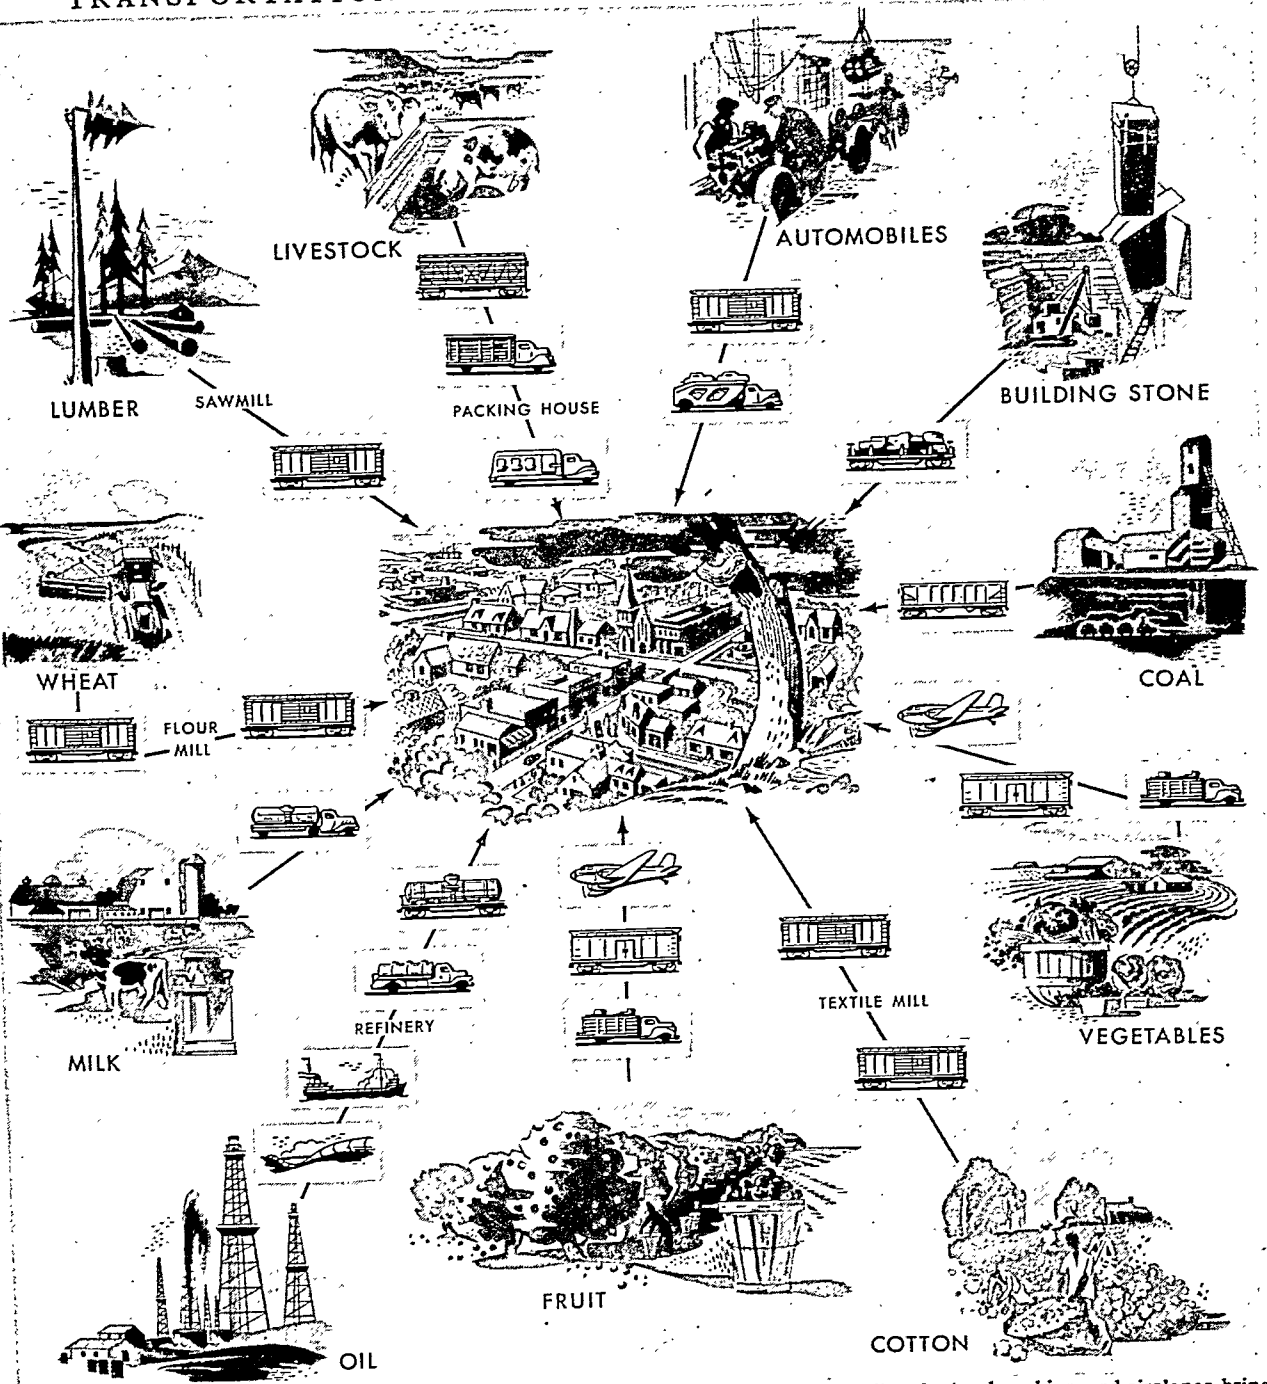 TRANSPORTATION
LIVESTOCK
AUTOMOBILES
BUILDING STONE
LUMBER
SAWMILL
PACKING HOUSE
WHEAT
COAL
FLOUR
MILL
MILK
REFINERY
TEXTILE MILL
VEGETABLES
FRUIT
COTTON
OIL